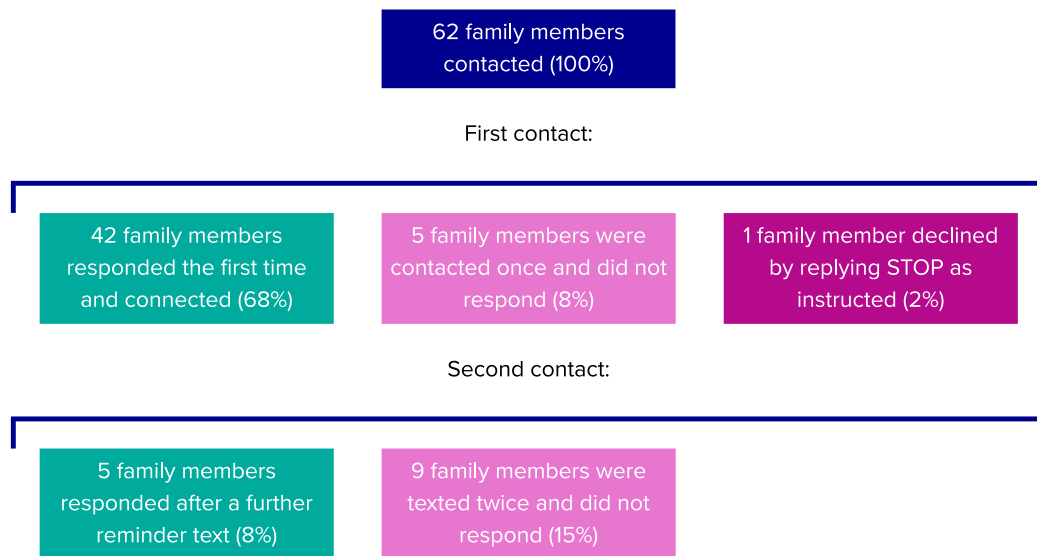 62 family members
contacted (100%)
First contact:
42 family members
responded the first time
and connected (68%)
5 family members were
contacted once and did not
respond (8%)
1 family member declined
by replying STOP as
instructed (2%)
Second contact:
5 family members
responded after a further
reminder text (8%)
9 family members were
texted twice and did not
respond (15%)